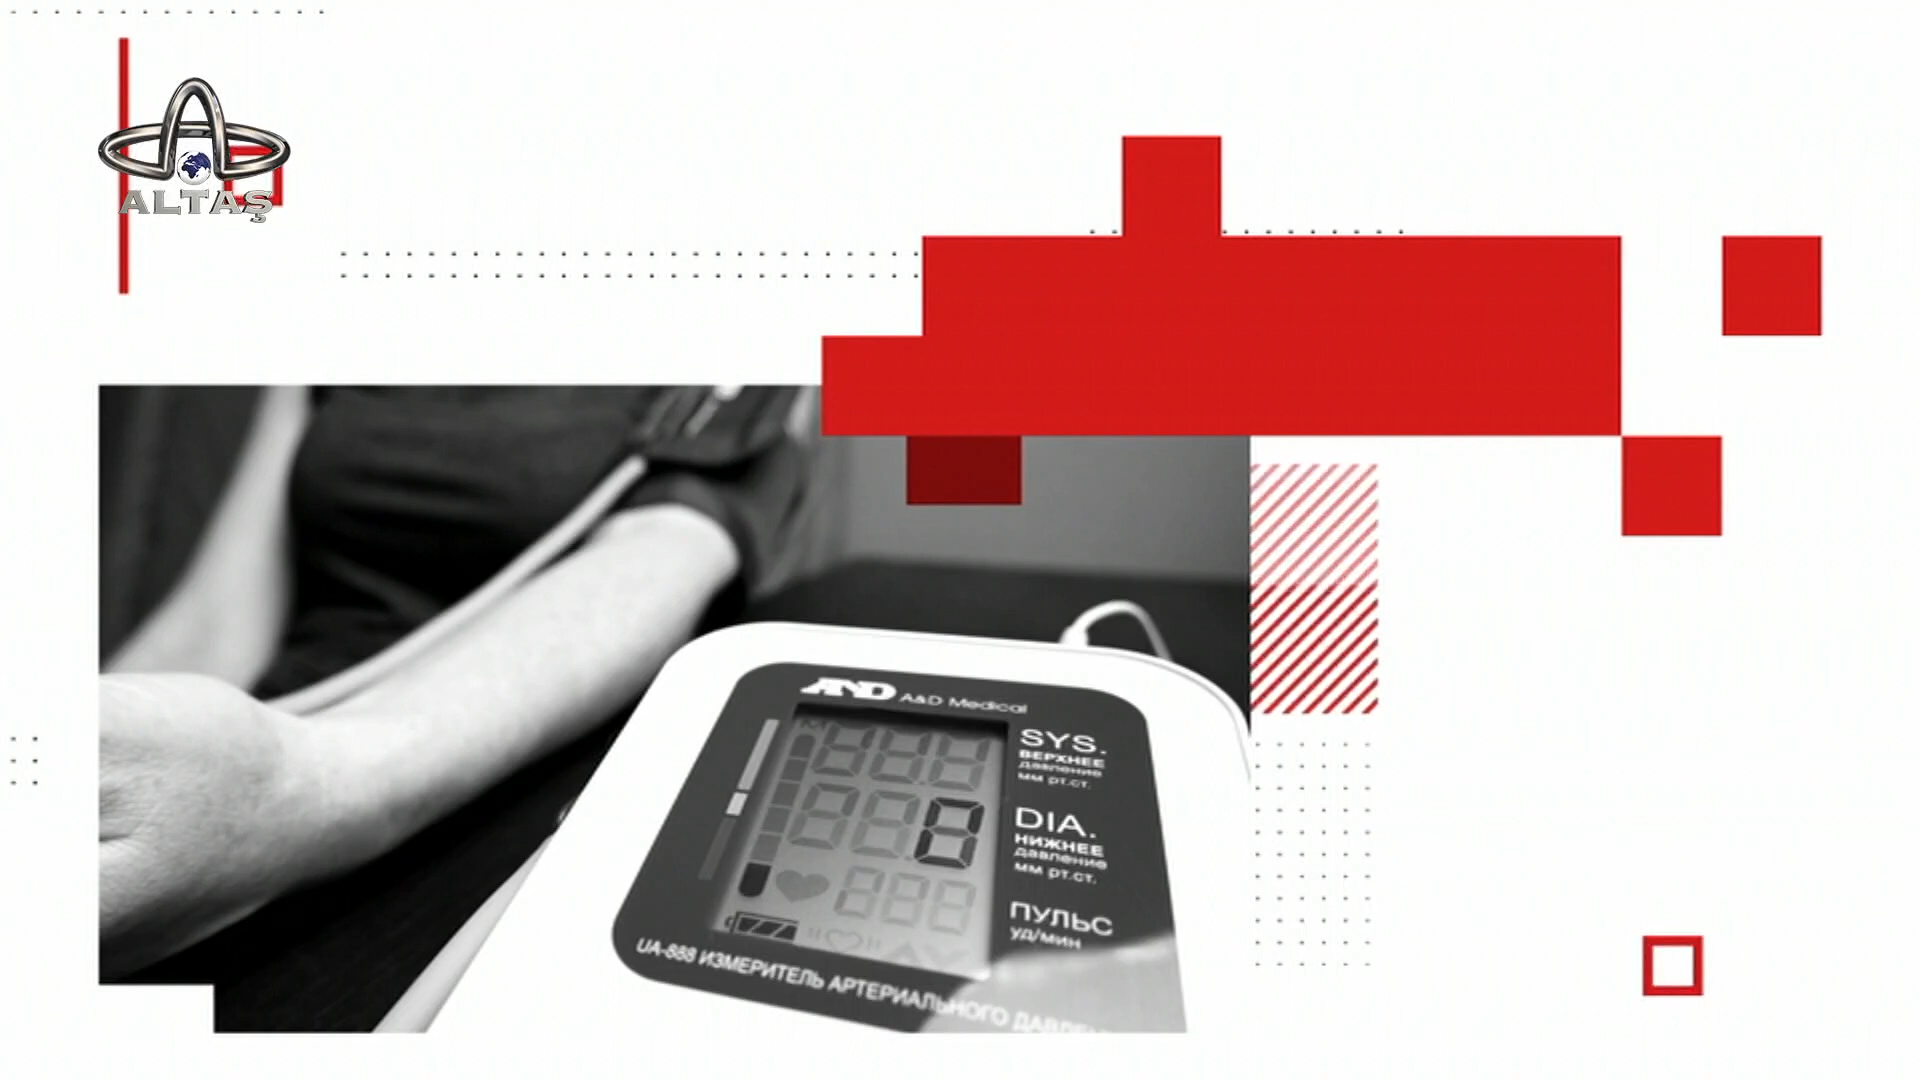 ALTAŞ
AND A&D Medical
SYS.
ВЕРХНЕЕ
давление
мм рт.ст.
DIA.
НИЖНЕЕ
давление
мм рт.ст.
ПУЛЬС
уд/мин
UA-888 ИЗМЕРИТЕЛЬ АРТЕРИАЛЬНОГО